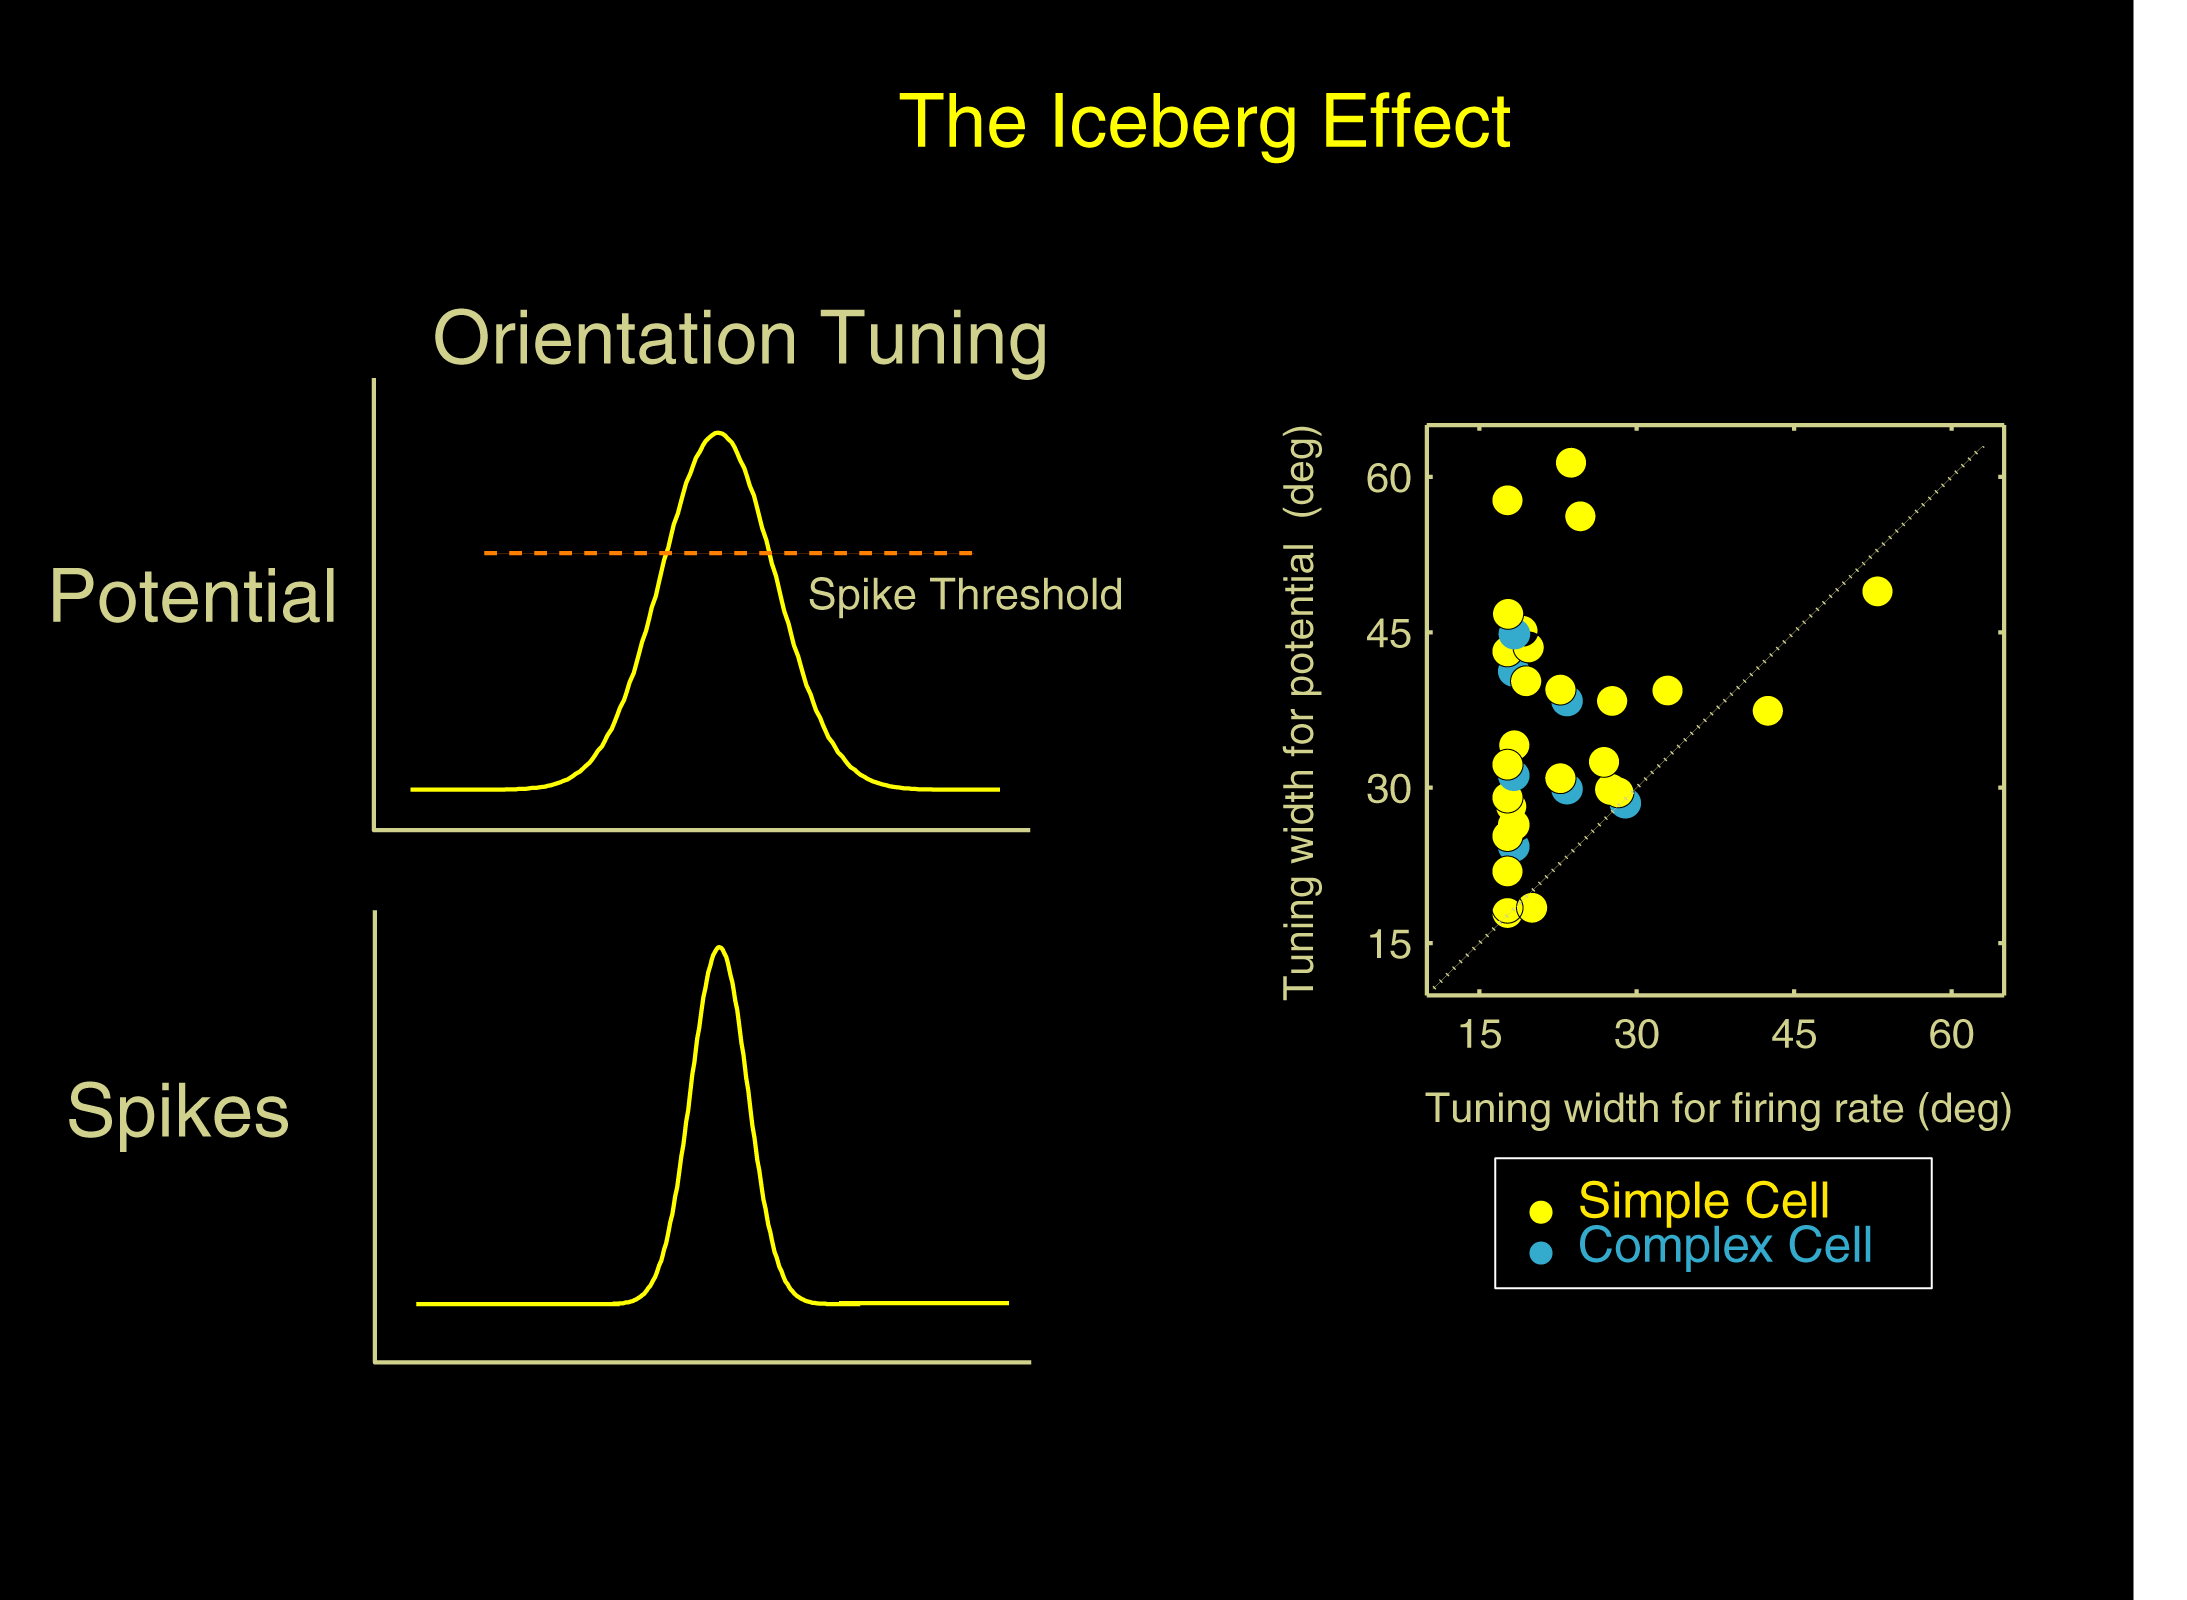 The Iceberg Effect
Orientation Tuning
Potential
Spike Threshold
Spikes
Tuning width for potential (deg)
60
45
30
15
15 30 45 60
Tuning width for firing rate (deg)
Simple Cell
Complex Cell